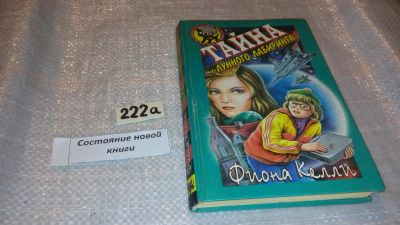 ТАЙНА
"ЛУННОГО ЛАБИРИНТА"
Фиона Келли
222а
Состояние новой
книги